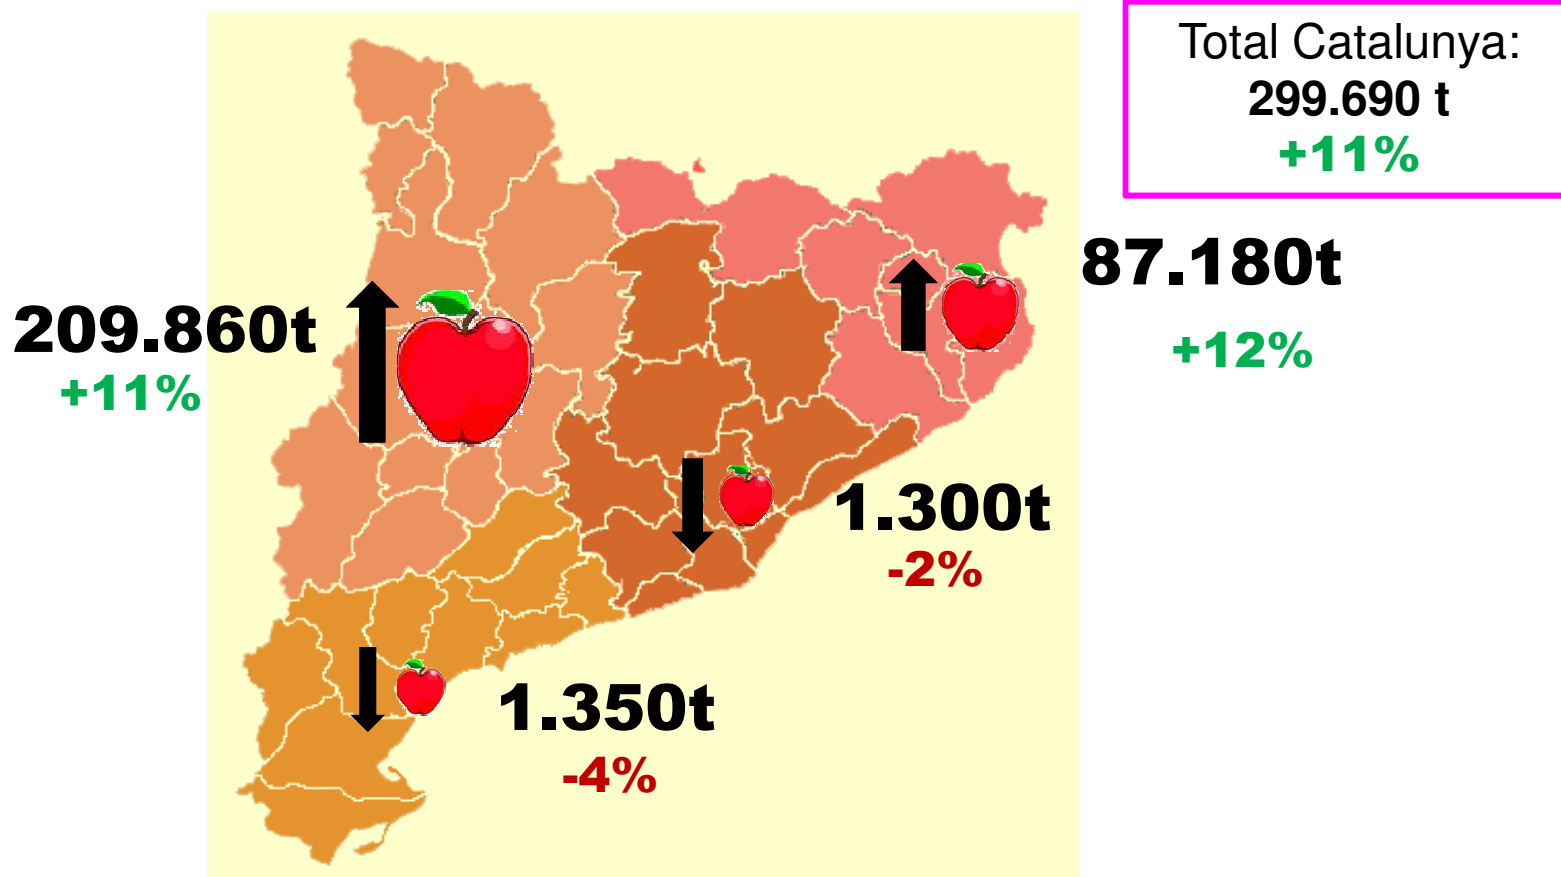 Total Catalunya:
299.690 t
+11%
87.180t
+12%
209.860t
+11%
1.300t
-2%
1.350t
-4%